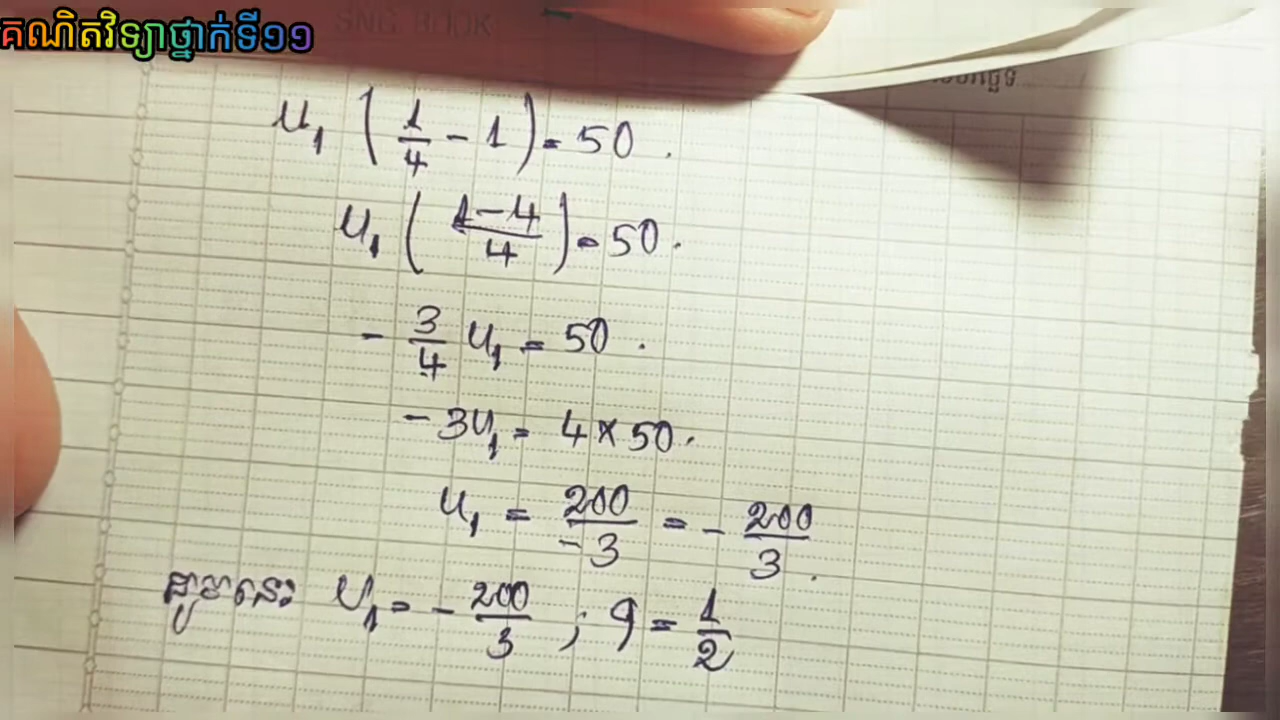 គណិតវិទ្យាថ្នាក់ទី១១
SNG BOOK
u₁ (1/4 - 1) = 50.
u₁ ((1-4)/4) = 50.
- 3/4 u₁ = 50.
- 3u₁ = 4 × 50.
u₁ = 200/-3 = - 200/3.
ដូចនេះ u₁ = - 200/3 ; q = 1/2